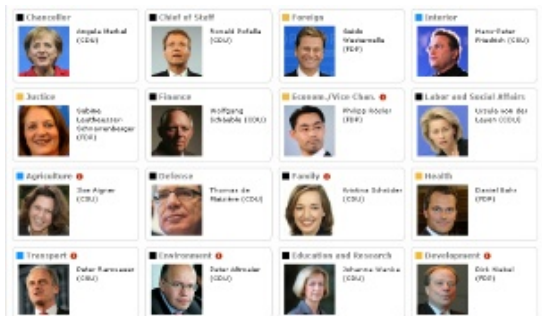 Chancellor
Angela Merkel
(CDU)
Chief of Staff
Ronald Pofalla
(CDU)
Foreign
Guido
Westerwelle
(FDP)
Interior
Hans-Peter
Friedrich (CSU)
Justice
Sabine
Leutheusser-
Schnarrenberger
(FDP)
Finance
Wolfgang
Schäuble (CDU)
Econom./Vice Chan.
Philipp Rösler
(FDP)
Labor and Social Affairs
Ursula von der
Leyen (CDU)
Agriculture
Ilse Aigner
(CSU)
Defense
Thomas de
Maizière (CDU)
Family
Kristina Schröder
(CDU)
Health
Daniel Bahr
(FDP)
Transport
Peter Ramsauer
(CSU)
Environment
Peter Altmaier
(CDU)
Education and Research
Johanna Wanka
(CDU)
Development
Dirk Niebel
(FDP)